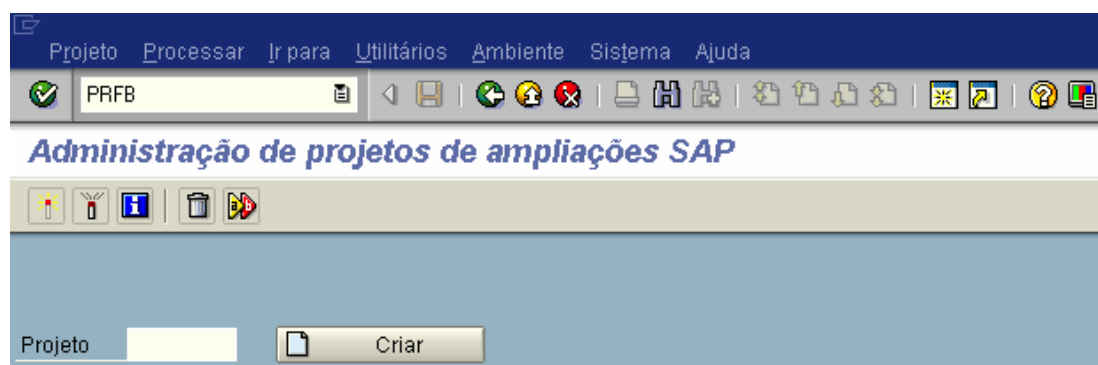 Projeto Processar Ir para Utilitários Ambiente Sistema Ajuda
PRFB
Administração de projetos de ampliações SAP
Projeto Criar